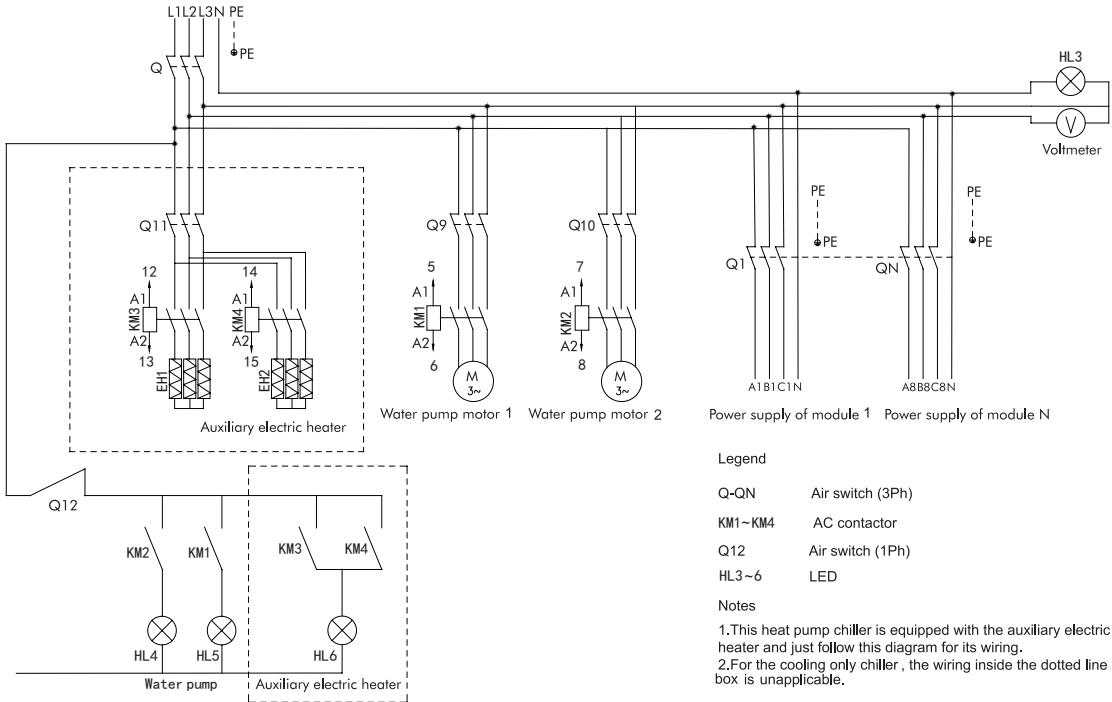 L1L2L3N PE
PE
Q
HL3
V
Voltmeter
Q11
12
14
A1
A1
KM3
KM4
A2
A2
13
15
EH1
EH2
Auxiliary electric heater
Q9
5
A1
KM1
A2
6
M
3~
Water pump motor 1
Q10
7
A1
KM2
A2
8
M
3~
Water pump motor 2
PE
PE
Q1
A1B1C1N
Power supply of module 1
PE
PE
QN
A8B8C8N
Power supply of module N
Q12
KM2
KM1
KM3
KM4
HL4
HL5
HL6
Water pump
Auxiliary electric heater
Legend
Q-QN Air switch (3Ph)
KM1~KM4 AC contactor
Q12 Air switch (1Ph)
HL3~6 LED
Notes
1.This heat pump chiller is equipped with the auxiliary electric
heater and just follow this diagram for its wiring.
2.For the cooling only chiller , the wiring inside the dotted line
box is unapplicable.